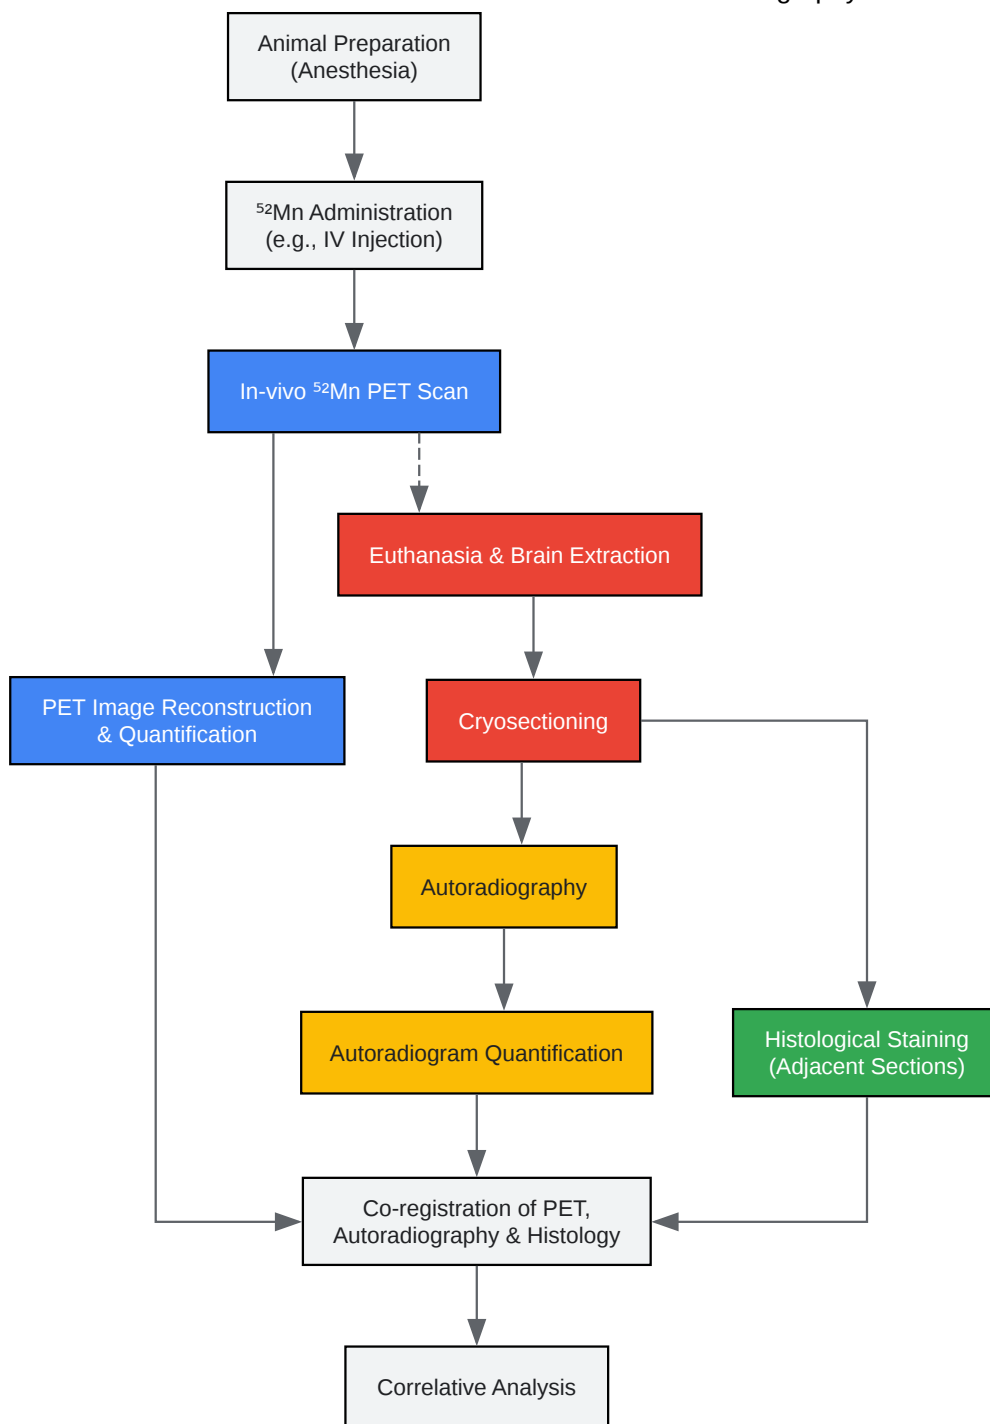 Animal Preparation
(Anesthesia)
⁵²Mn Administration
(e.g., IV Injection)
In-vivo ⁵²Mn PET Scan
Euthanasia & Brain Extraction
PET Image Reconstruction
& Quantification
Cryosectioning
Autoradiography
Autoradiogram Quantification
Histological Staining
(Adjacent Sections)
Co-registration of PET,
Autoradiography & Histology
Correlative Analysis